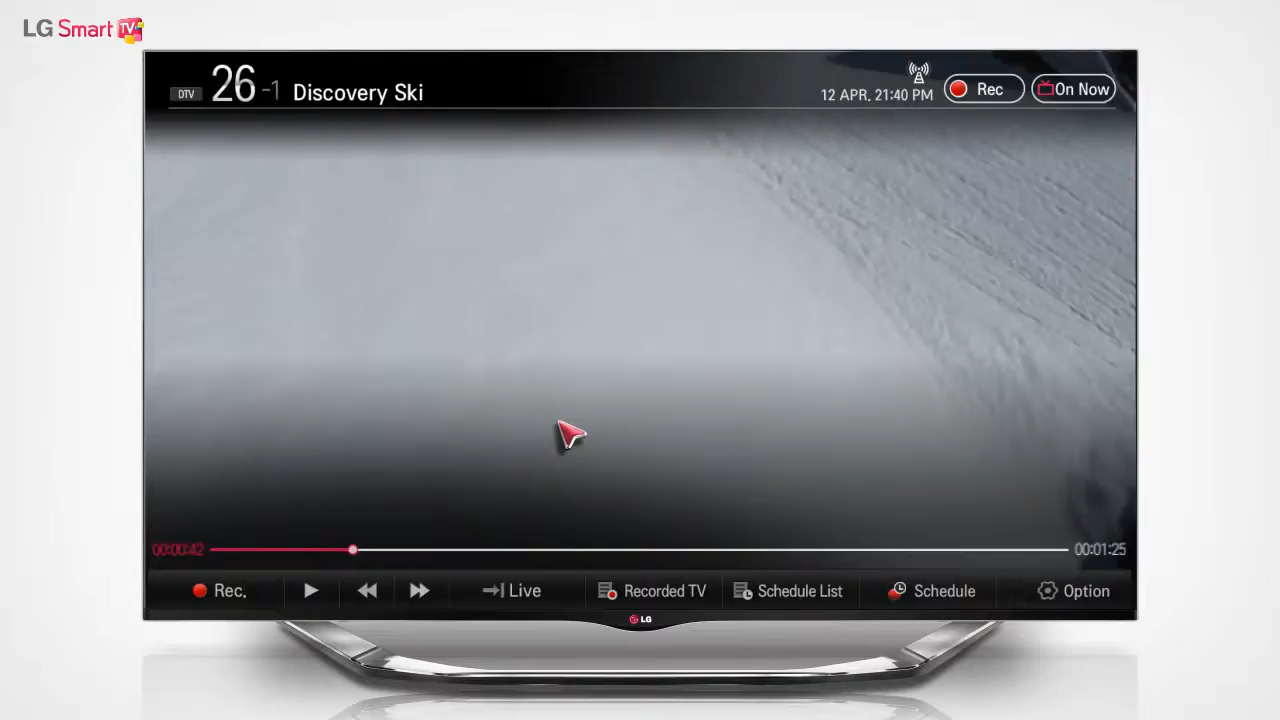 LG Smart TV
DTV 26-1 Discovery Ski
12 APR. 21:40 PM
Rec
On Now
00:00:42
00:01:25
Rec.
Live
Recorded TV
Schedule List
Schedule
Option
LG